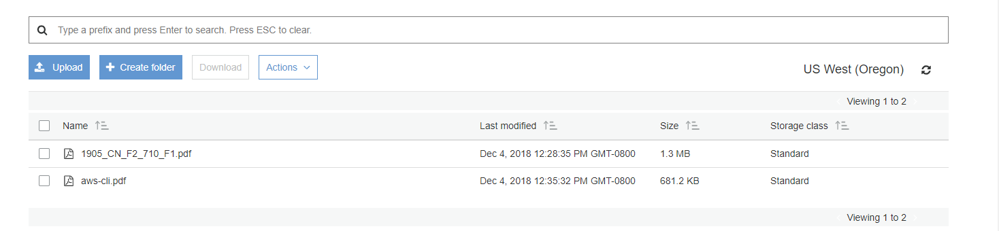 Type a prefix and press Enter to search. Press ESC to clear.
Upload Create folder Download Actions US West (Oregon)
Viewing 1 to 2
Name Last modified Size Storage class
1905_CN_F2_710_F1.pdf Dec 4, 2018 12:28:35 PM GMT-0800 1.3 MB Standard
aws-cli.pdf Dec 4, 2018 12:35:32 PM GMT-0800 681.2 KB Standard
Viewing 1 to 2